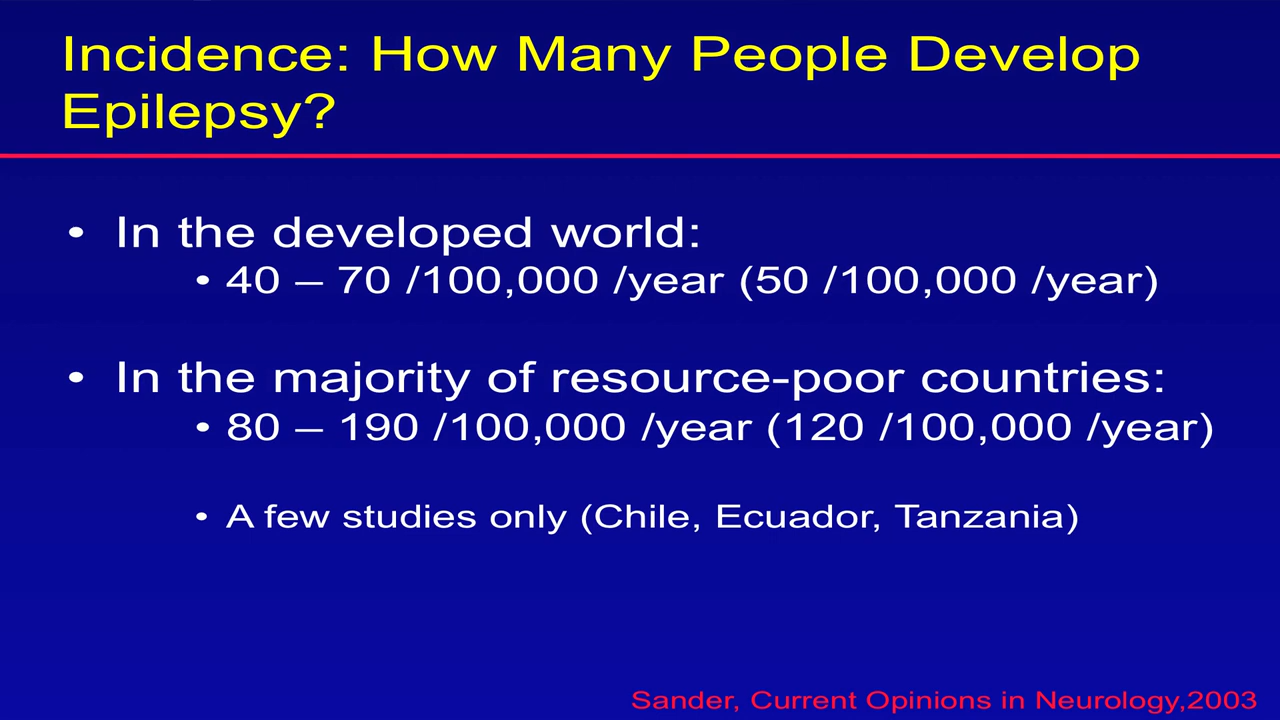 Incidence: How Many People Develop
Epilepsy?
• In the developed world:
• 40 – 70 /100,000 /year (50 /100,000 /year)
• In the majority of resource-poor countries:
• 80 – 190 /100,000 /year (120 /100,000 /year)
• A few studies only (Chile, Ecuador, Tanzania)
Sander, Current Opinions in Neurology,2003